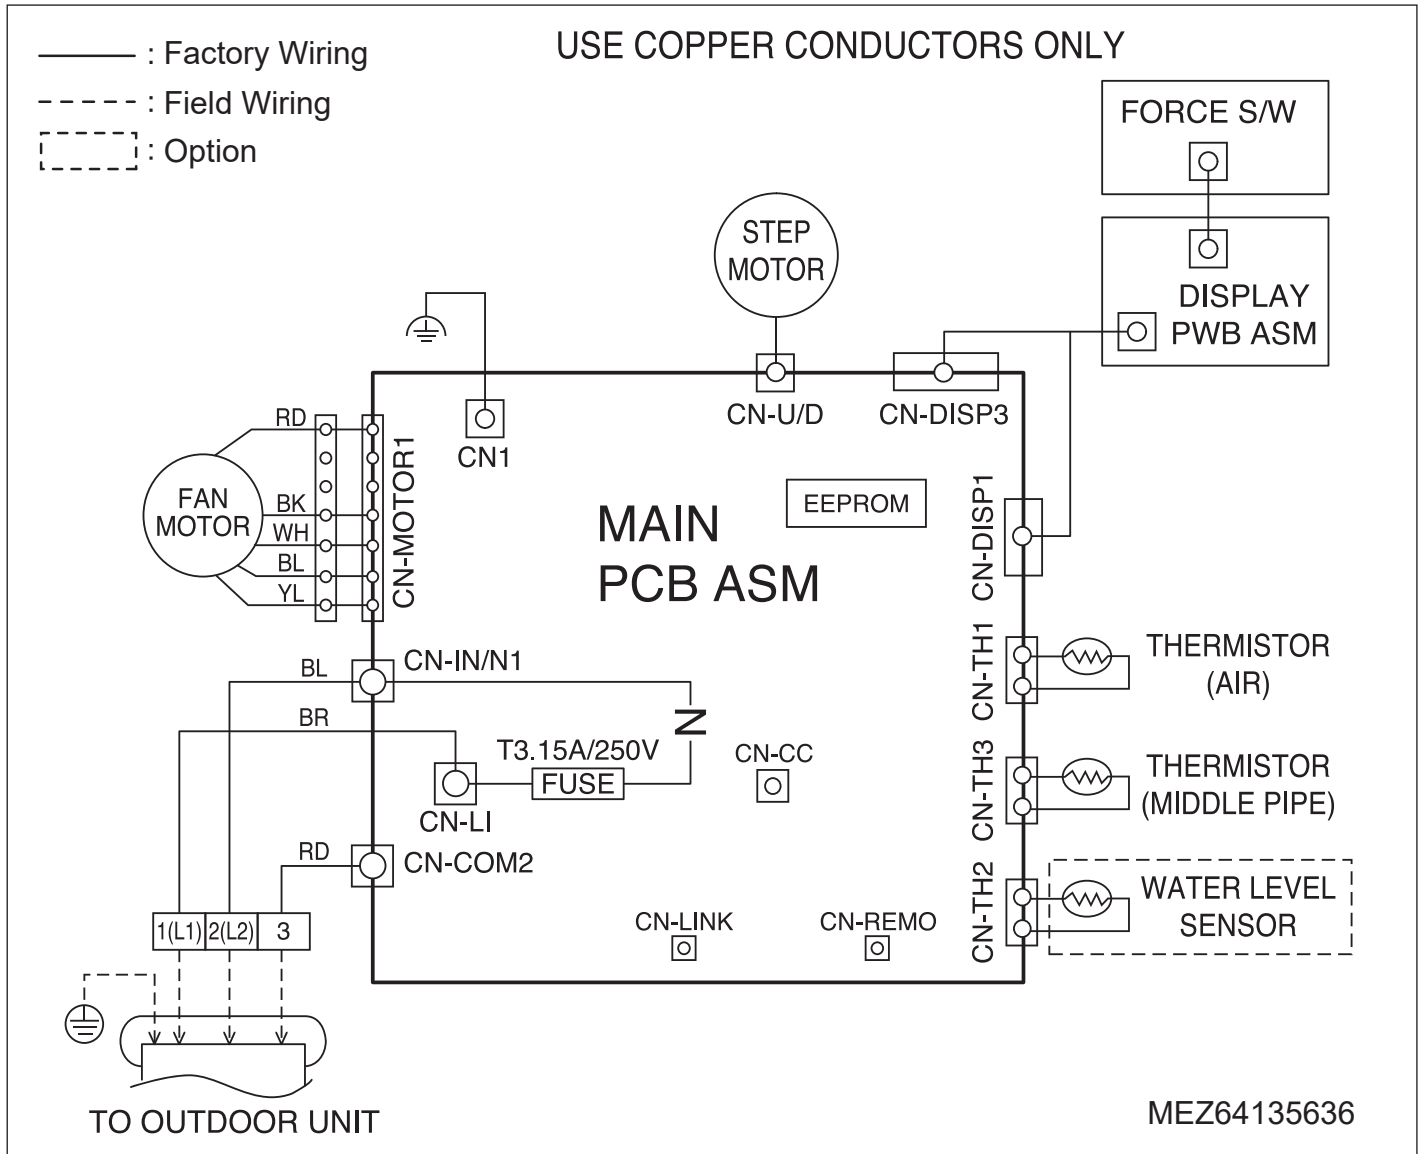 : Factory Wiring
: Field Wiring
: Option
USE COPPER CONDUCTORS ONLY
FORCE S/W
DISPLAY
PWB ASM
STEP
MOTOR
CN-U/D
CN-DISP3
CN1
RD
BK
WH
BL
YL
FAN
MOTOR
CN-MOTOR1
MAIN
PCB ASM
EEPROM
CN-DISP1
CN-TH1
THERMISTOR
(AIR)
CN-TH3
THERMISTOR
(MIDDLE PIPE)
CN-TH2
WATER LEVEL
SENSOR
BL
CN-IN/N1
BR
T3.15A/250V
FUSE
N
CN-LI
CN-CC
RD
CN-COM2
CN-LINK
CN-REMO
1(L1) 2(L2) 3
TO OUTDOOR UNIT
MEZ64135636